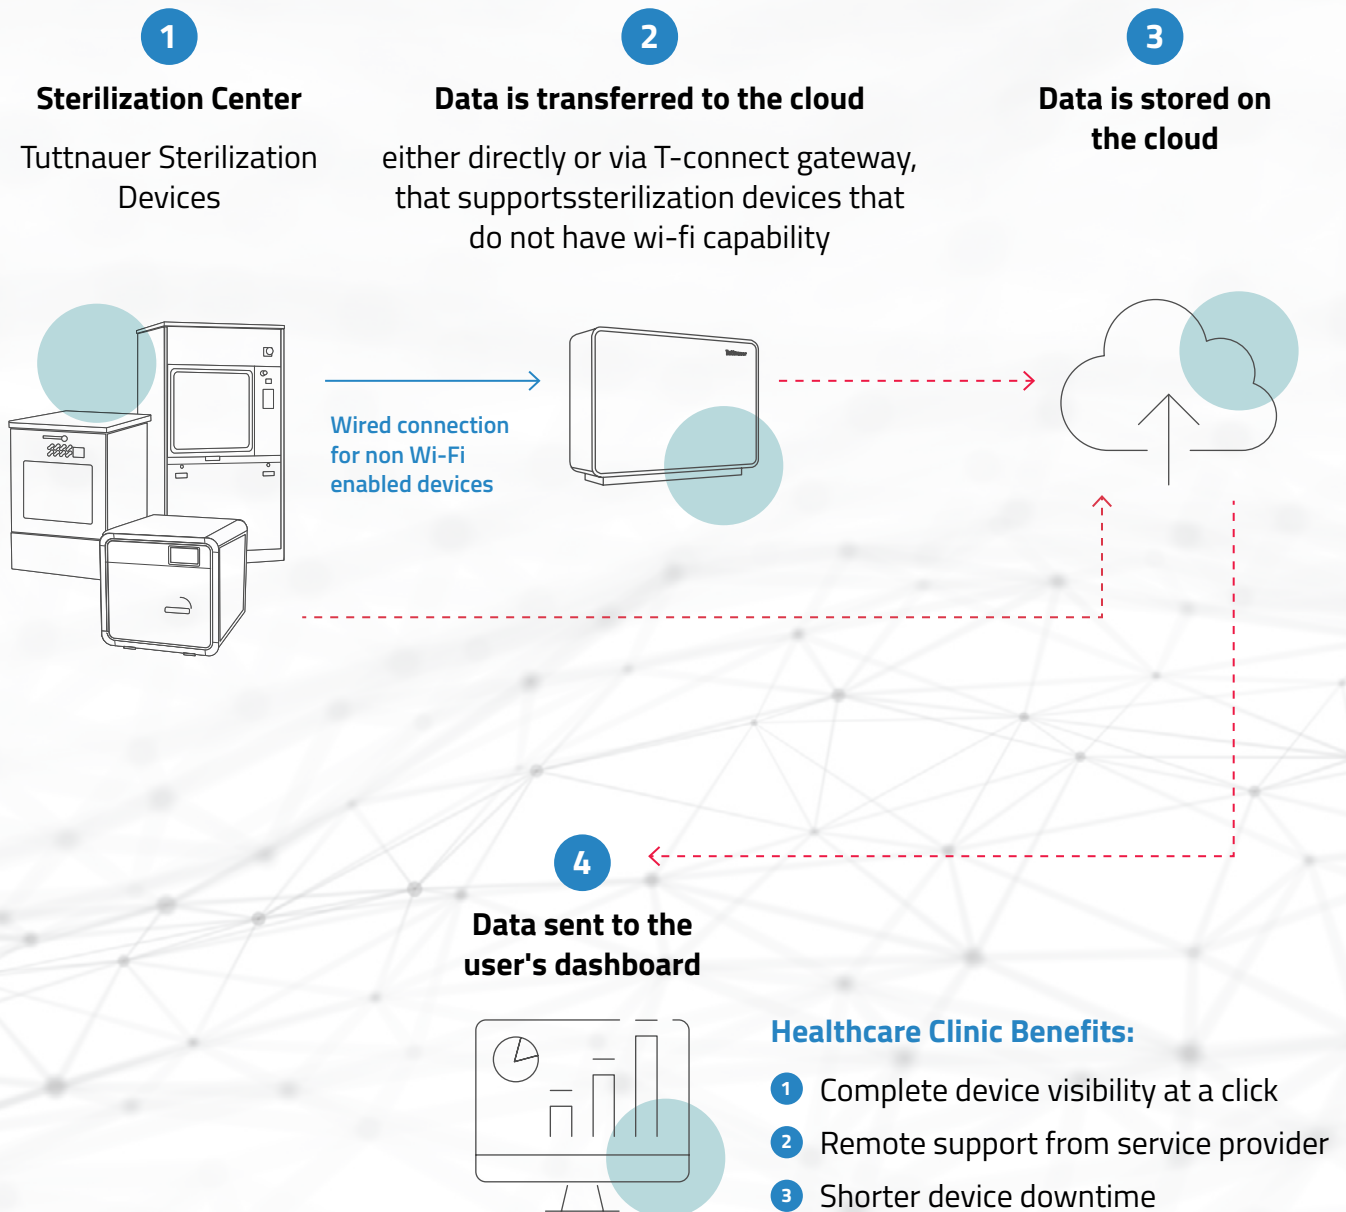 1
Sterilization Center
Tuttnauer Sterilization
Devices
2
Data is transferred to the cloud
either directly or via T-connect gateway,
that supportssterilization devices that
do not have wi-fi capability
3
Data is stored on
the cloud
Wired connection
for non Wi-Fi
enabled devices
Tuttnauer
4
Data sent to the
user's dashboard
Healthcare Clinic Benefits:
1 Complete device visibility at a click
2 Remote support from service provider
3 Shorter device downtime